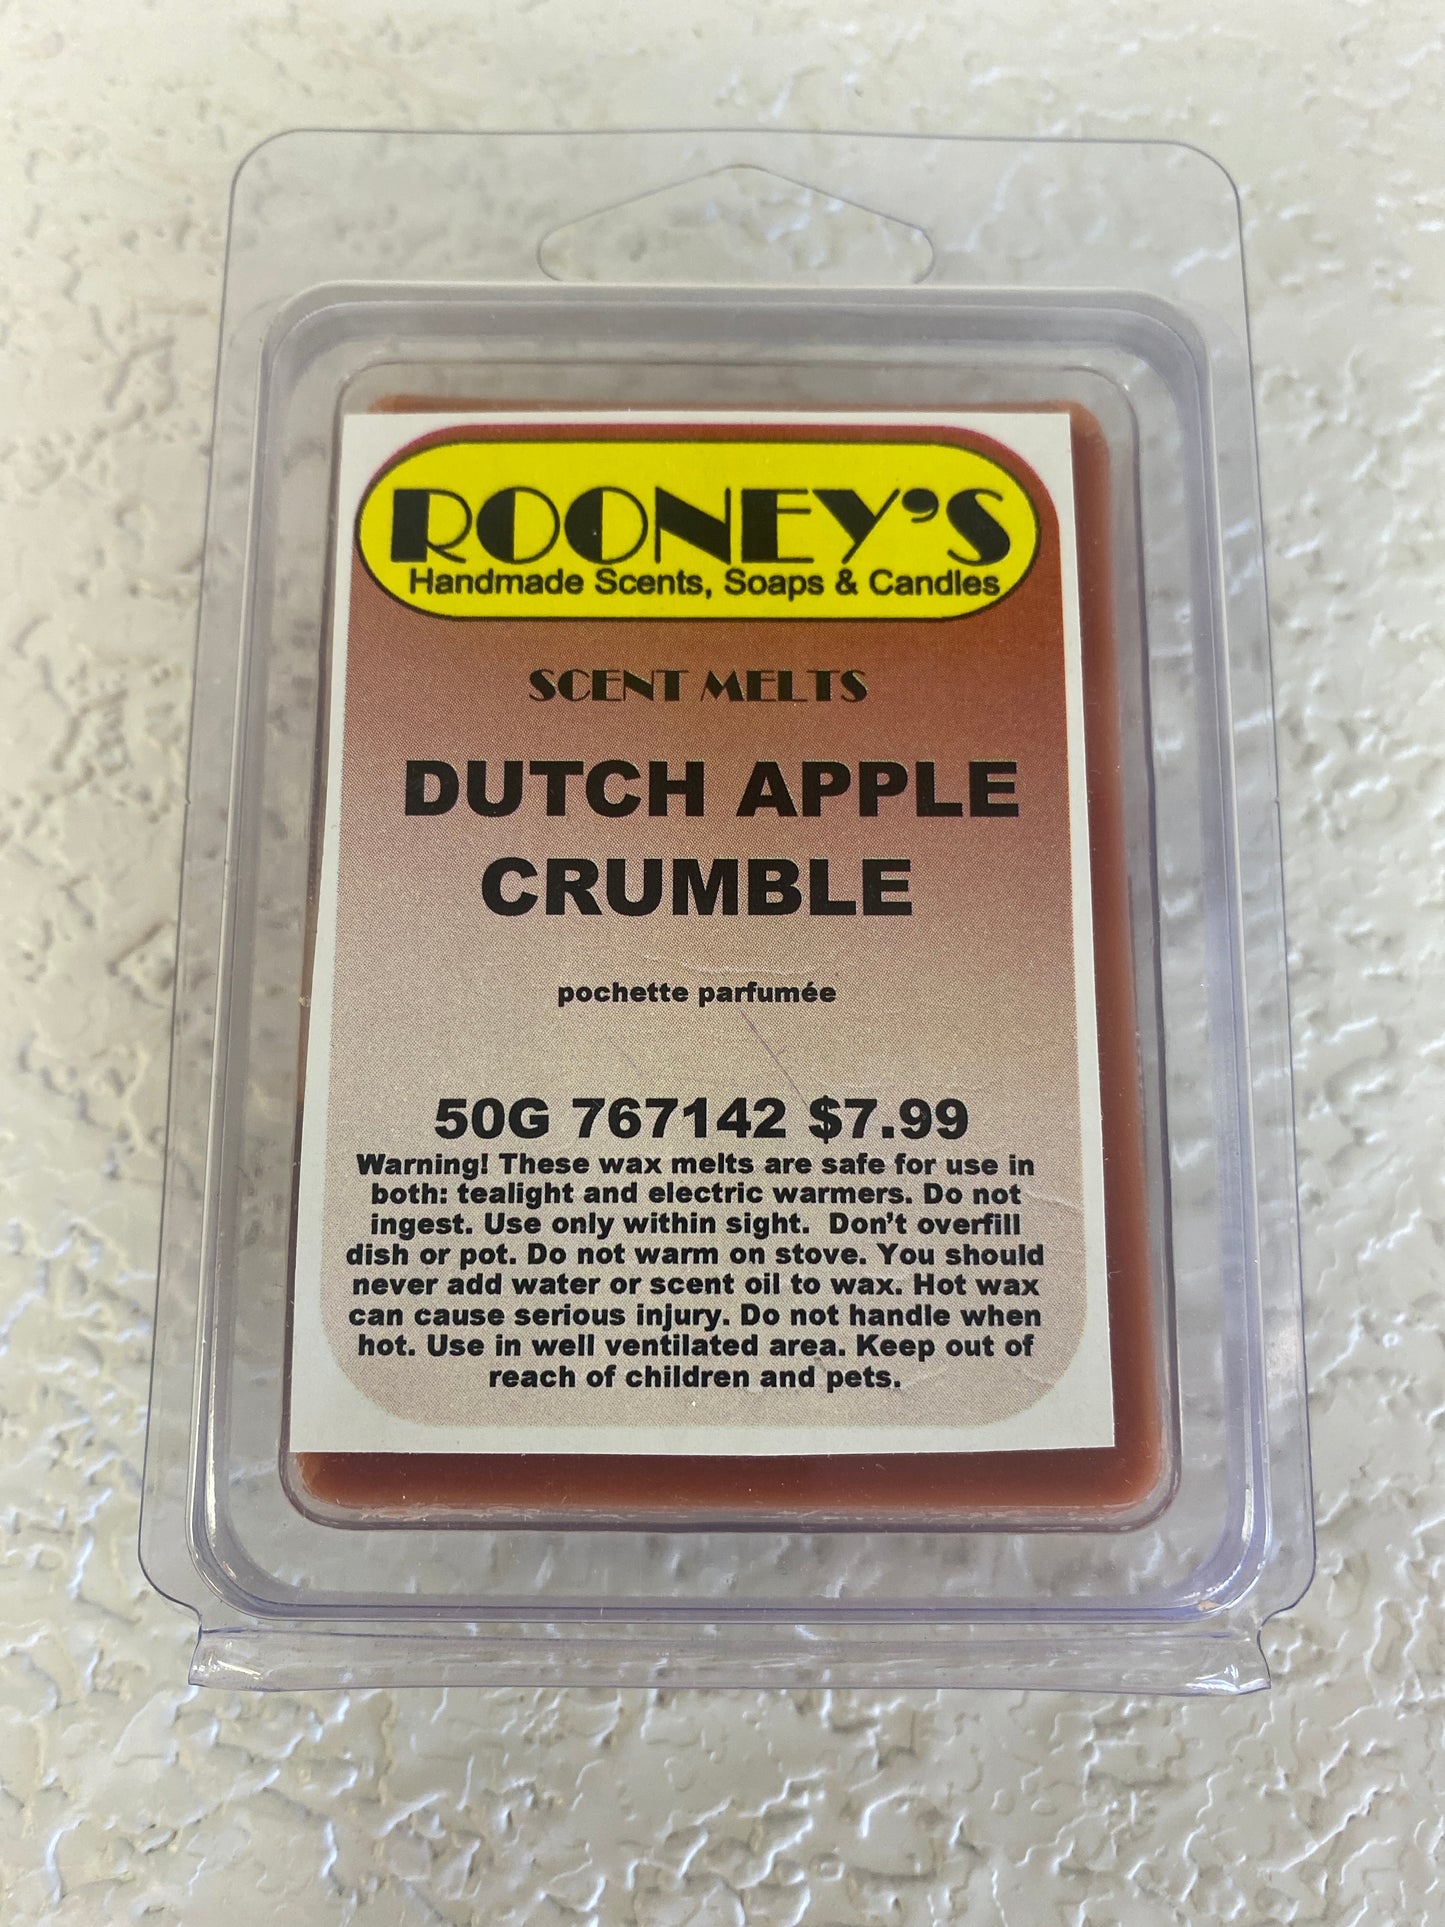 ROONEY'S
Handmade Scents, Soaps & Candles
SCENT MELTS
DUTCH APPLE
CRUMBLE
pochette parfumée
50G 767142 $7.99
Warning! These wax melts are safe for use in
both: tealight and electric warmers. Do not
ingest. Use only within sight.  Don't overfill
dish or pot. Do not warm on stove. You should
never add water or scent oil to wax. Hot wax
can cause serious injury. Do not handle when
hot. Use in well ventilated area. Keep out of
reach of children and pets.